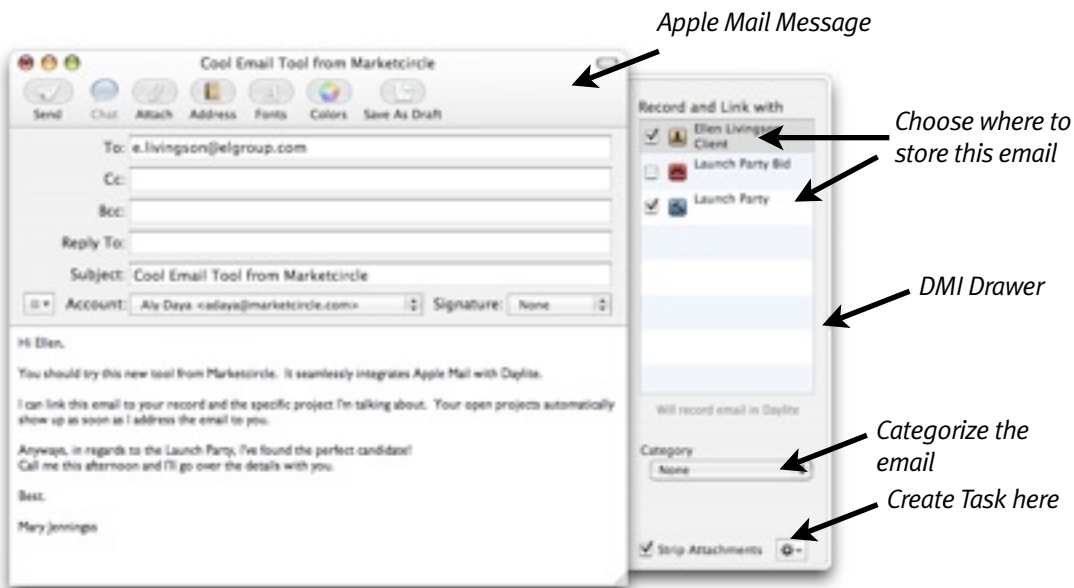 Apple Mail Message
Cool Email Tool from Marketcircle
Send Chat Attach Address Fonts Colors Save As Draft
To: e.livingson@elgroup.com
Cc:
Bcc:
Reply To:
Subject: Cool Email Tool from Marketcircle
Account: Aly Daya <adaya@marketcircle.com> Signature: None
Hi Ellen,
You should try this new tool from Marketcircle. It seamlessly integrates Apple Mail with Daylite.
I can link this email to your record and the specific project I'm talking about. Your open projects automatically
show up as soon as I address the email to you.
Anyways, in regards to the Launch Party, I've found the perfect candidate!
Call me this afternoon and I'll go over the details with you.
Best.
Mary Jennings
Record and Link with
Ellen Livingson
Client
Launch Party Bid
Launch Party
Will record email in Daylite
Category
None
Strip Attachments
Choose where to
store this email
DMI Drawer
Categorize the
email
Create Task here